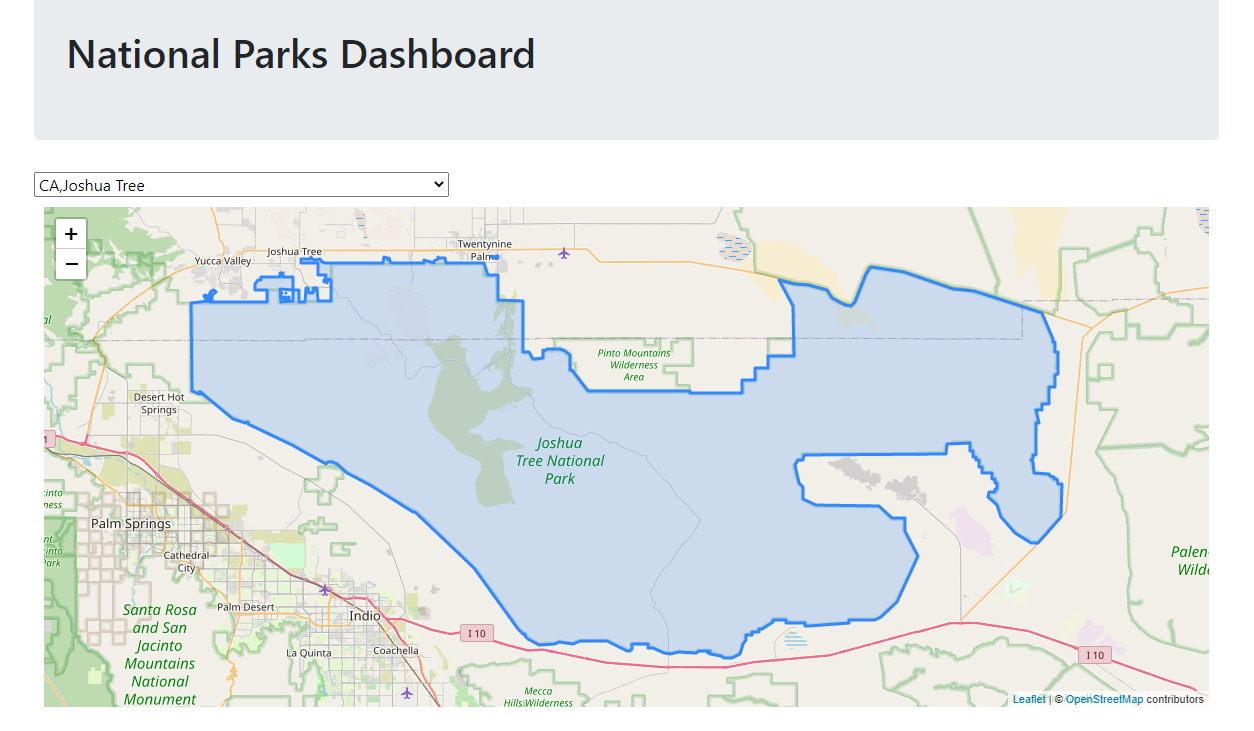 National Parks Dashboard
CA,Joshua Tree
+
−
Joshua Tree
Yucca Valley
Twentynine
Palms
al
Pinto Mountains
Wilderness
Area
Desert Hot
Springs
Joshua
Tree National
Park
Palm Springs
Cathedral
City
Palm Desert
Indio
I 10
La Quinta
Coachella
Santa Rosa
and San
Jacinto
Mountains
National
Monument
Mecca
Hills Wilderness
I 10
Leaflet | © OpenStreetMap contributors